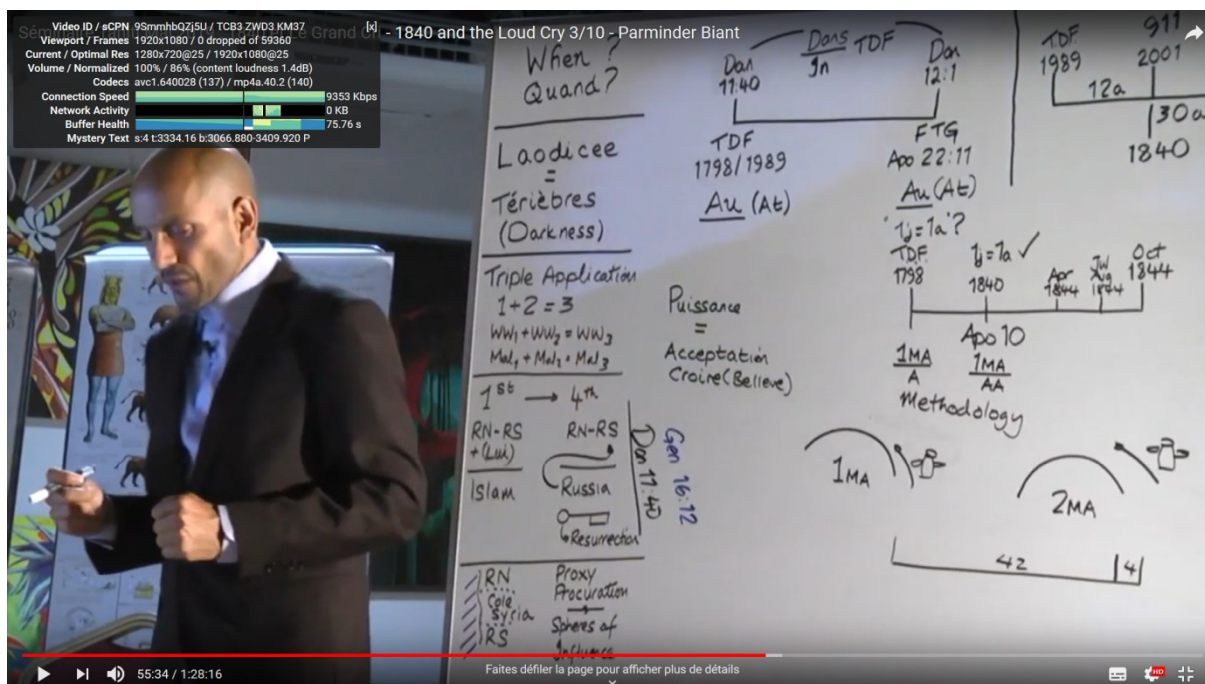 Video ID / sCPN 9SmmhbQZj5U / TCB3 ZWD3 KM37
[x]
Viewport / Frames 1920x1080 / 0 dropped of 59360
Current / Optimal Res 1280x720@25 / 1920x1080@25
Volume / Normalized 100% / 86% (content loudness 1.4dB)
Codecs avc1.640028 (137) / mp4a.40.2 (140)
Connection Speed 9353 Kbps
Network Activity 0 KB
Buffer Health 75.76 s
Mystery Text s:4 t:3334.16 b:3066.880-3409.920 P
- 1840 and the Loud Cry 3/10 - Parminder Biant
When ?
Quand?
Laodicee
=
Térièbres
(Darkness)
Triple Application
1 + 2 = 3
WW1 + WW2 = WW3
Mal1 + Mal2 = Mal3
1st → 4th
RN-RS
+(Lui)
Islam
RN-RS
Russia
Resurrection
Dan 11:40
Gen 16:12
RN
Cole
Syria
RS
Proxy
Procuration
Spheres of
Influence
Dan
11:40
Dans TDF
In
Dan
12:1
TDF
1798/1989
Au (At)
FTG
Apo 22:11
Au (At)
'1j=1a'?
TDF
1989
911
2001
12a
30a
1840
Puissance
=
Acceptation
Croire (Believe)
TDF
1798
1j=1a ✓
1840
Apr
1844
Aug
1844
Oct
1844
1MA
A
Apo 10
1MA
AA
Methodology
1MA
2MA
42
4
55:34 / 1:28:16
Faites défiler la page pour afficher plus de détails
HD